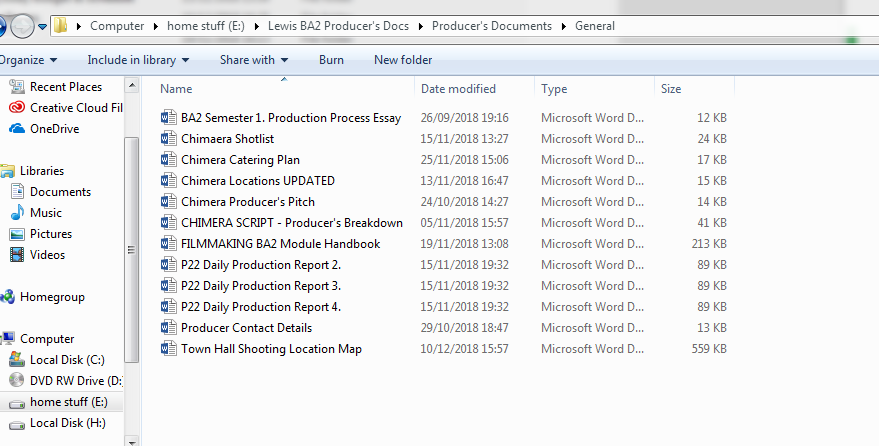 Computer home stuff (E:) Lewis BA2 Producer's Docs Producer's Documents General
Organize Include in library Share with Burn New folder
Recent Places
Creative Cloud Fil
OneDrive
Libraries
Documents
Music
Pictures
Videos
Homegroup
Computer
Local Disk (C:)
DVD RW Drive (D:
home stuff (E:)
Local Disk (H:)
Name Date modified Type Size
BA2 Semester 1. Production Process Essay 26/09/2018 19:16 Microsoft Word D... 12 KB
Chimaera Shotlist 15/11/2018 13:27 Microsoft Word D... 24 KB
Chimera Catering Plan 25/11/2018 15:06 Microsoft Word D... 17 KB
Chimera Locations UPDATED 13/11/2018 16:47 Microsoft Word D... 15 KB
Chimera Producer's Pitch 24/10/2018 14:27 Microsoft Word D... 14 KB
CHIMERA SCRIPT - Producer's Breakdown 05/11/2018 15:57 Microsoft Word D... 41 KB
FILMMAKING BA2 Module Handbook 19/11/2018 13:08 Microsoft Word D... 213 KB
P22 Daily Production Report 2. 15/11/2018 19:32 Microsoft Word D... 89 KB
P22 Daily Production Report 3. 15/11/2018 19:32 Microsoft Word D... 89 KB
P22 Daily Production Report 4. 15/11/2018 19:32 Microsoft Word D... 89 KB
Producer Contact Details 29/10/2018 18:47 Microsoft Word D... 13 KB
Town Hall Shooting Location Map 10/12/2018 15:57 Microsoft Word D... 559 KB